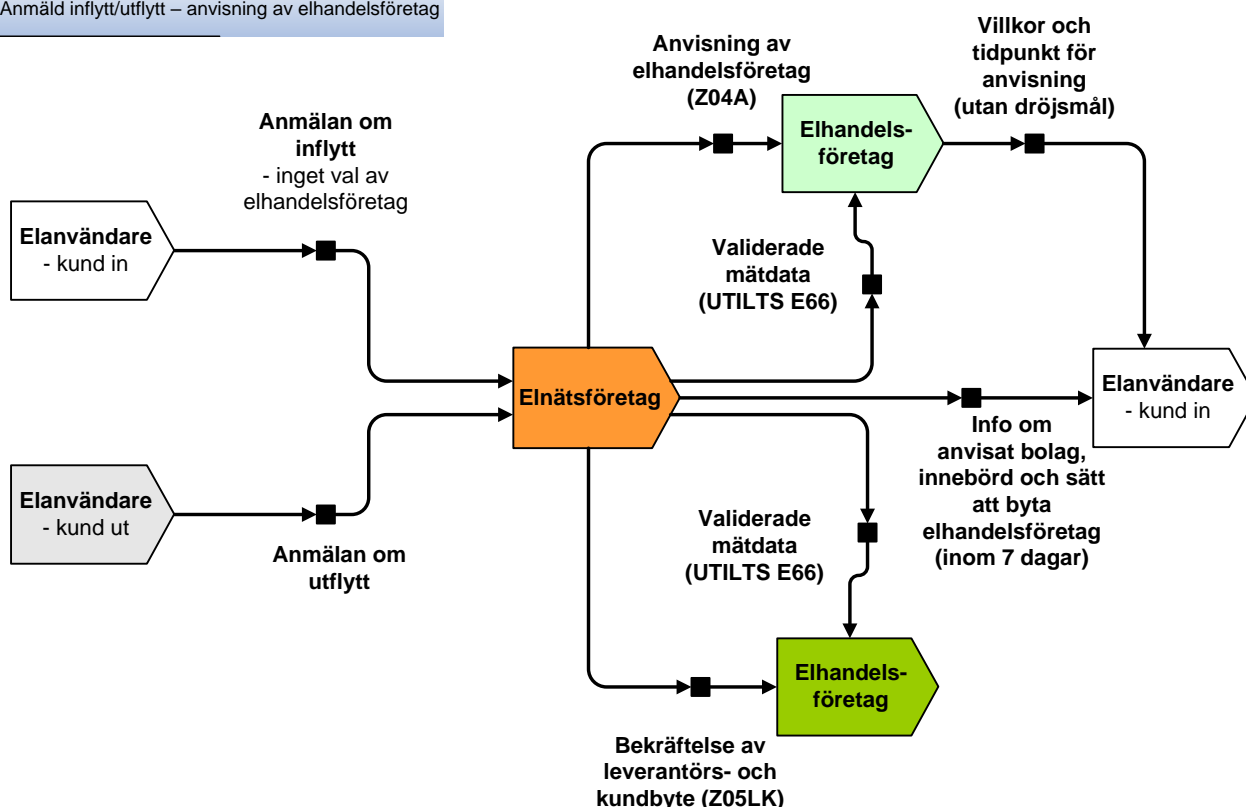 Anmäld inflytt/utflytt – anvisning av elhandelsföretag
Anmälan om
inflytt
- inget val av
elhandelsföretag
Anvisning av
elhandelsföretag
(Z04A)
Villkor och
tidpunkt för
anvisning
(utan dröjsmål)
Elhandels-
företag
Elanvändare
- kund in
Validerade
mätdata
(UTILTS E66)
Elnätsföretag
Elanvändare
- kund in
Info om
anvisat bolag,
innebörd och sätt
att byta
elhandelsföretag
(inom 7 dagar)
Elanvändare
- kund ut
Anmälan om
utflytt
Validerade
mätdata
(UTILTS E66)
Elhandels-
företag
Bekräftelse av
leverantörs- och
kundbyte (Z05LK)